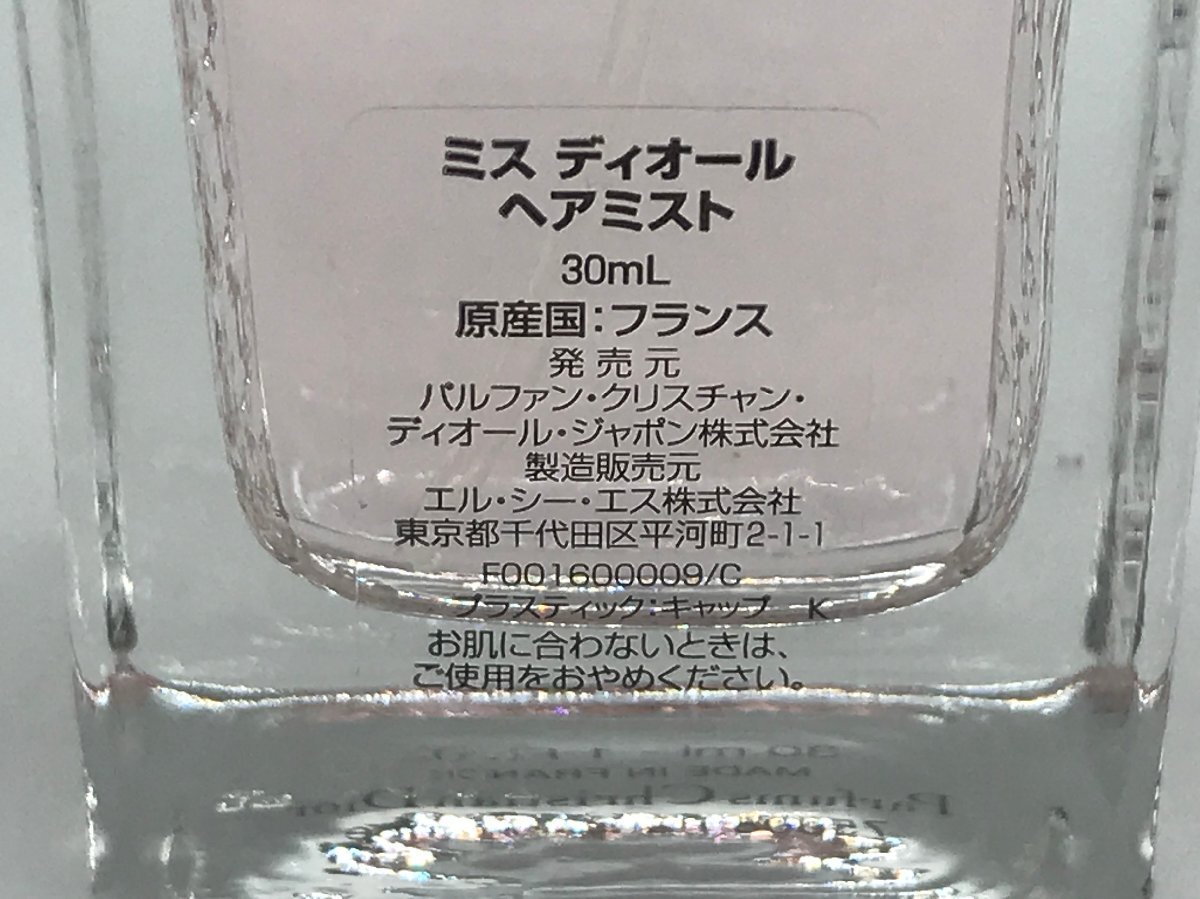 ミス ディオール
ヘアミスト
30mL
原産国：フランス
発 売 元
パルファン・クリスチャン・
ディオール・ジャポン株式会社
製造販売元
エル・シー・エス株式会社
東京都千代田区平河町2-1-1
F001600009/C
プラスティック：キャップ K
お肌に合わないときは、
ご使用をおやめください。
30 ml
MADE IN FRANCE
Parfums Christian Dior